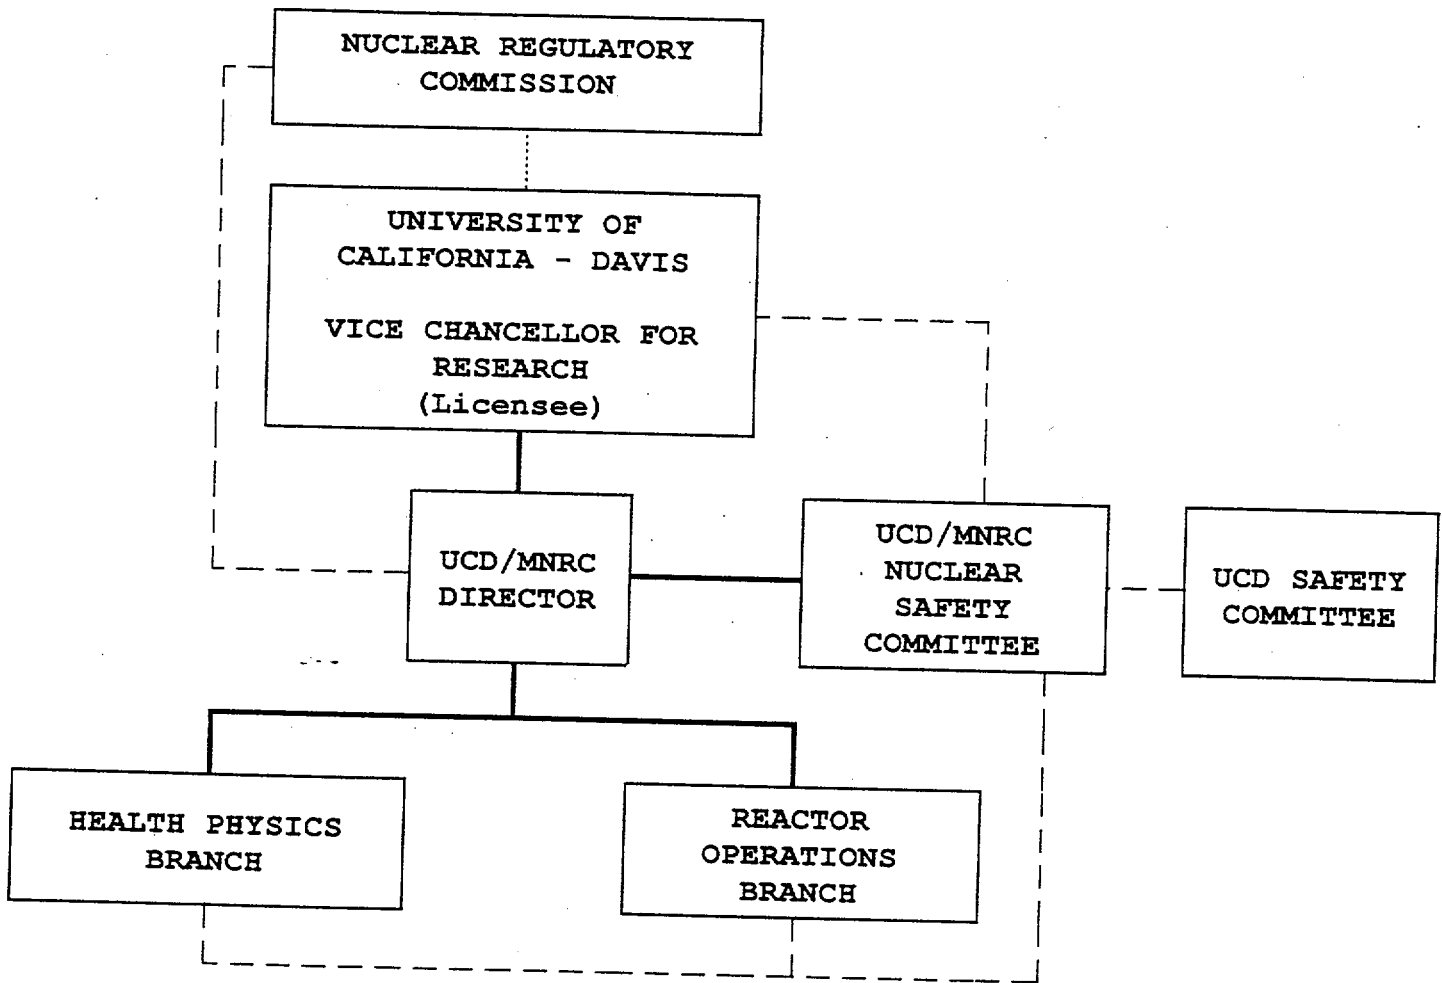 NUCLEAR REGULATORY
COMMISSION
UNIVERSITY OF
CALIFORNIA - DAVIS
VICE CHANCELLOR FOR
RESEARCH
(Licensee)
UCD/MNRC
DIRECTOR
UCD/MNRC
NUCLEAR
SAFETY
COMMITTEE
UCD SAFETY
COMMITTEE
HEALTH PHYSICS
BRANCH
REACTOR
OPERATIONS
BRANCH